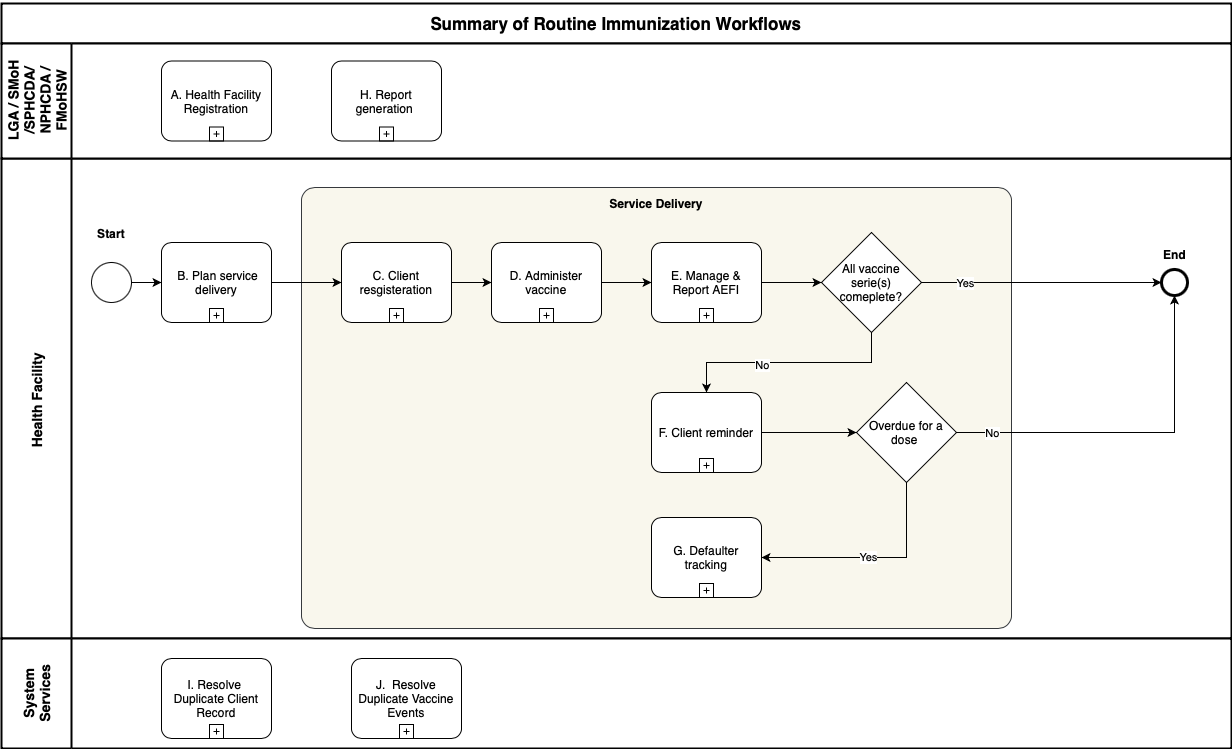 Summary of Routine Immunization Workflows
LGA / SMoH
/SPHCDA/
NPHCDA /
FMoHSW
A. Health Facility
Registration
+
H. Report
generation
+
Health Facility
Service Delivery
Start
B. Plan service
delivery
+
C. Client
resgisteration
+
D. Administer
vaccine
+
E. Manage &
Report AEFI
+
All vaccine
serie(s)
comeplete?
Yes
End
No
F. Client reminder
+
Overdue for a
dose
No
G. Defaulter
tracking
+
Yes
System
Services
I. Resolve
Duplicate Client
Record
+
J. Resolve
Duplicate Vaccine
Events
+